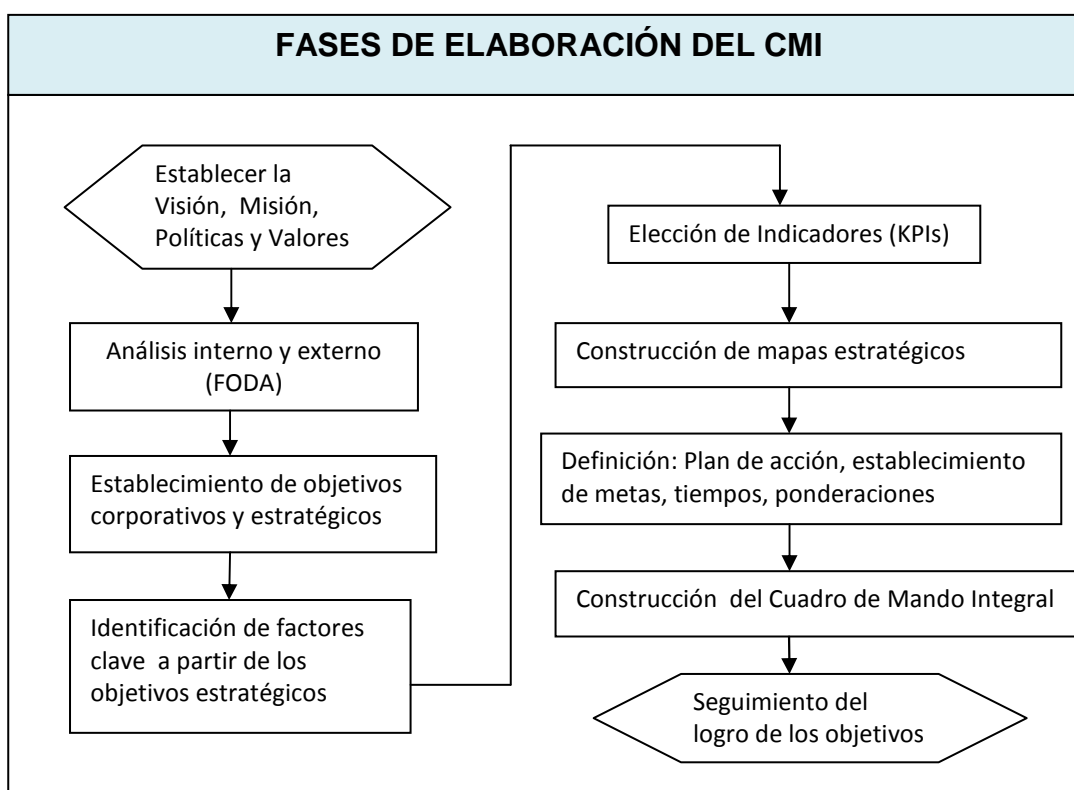 FASES DE ELABORACIÓN DEL CMI
Establecer la
Visión, Misión,
Políticas y Valores
Análisis interno y externo
(FODA)
Establecimiento de objetivos
corporativos y estratégicos
Identificación de factores
clave a partir de los
objetivos estratégicos
Elección de Indicadores (KPIs)
Construcción de mapas estratégicos
Definición: Plan de acción, establecimiento
de metas, tiempos, ponderaciones
Construcción del Cuadro de Mando Integral
Seguimiento del
logro de los objetivos